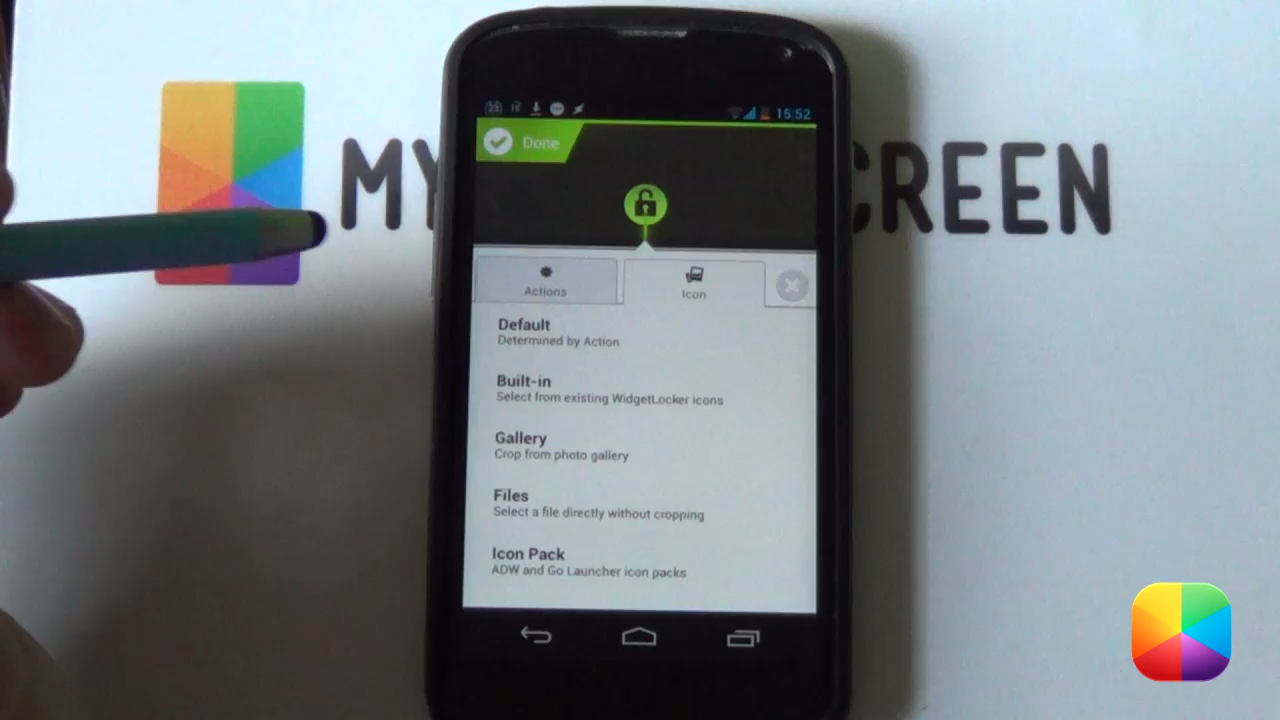 15:52
Done
MY
CREEN
Actions
Icon
Default
Determined by Action
Built-in
Select from existing WidgetLocker icons
Gallery
Crop from photo gallery
Files
Select a file directly without cropping
Icon Pack
ADW and Go Launcher icon packs